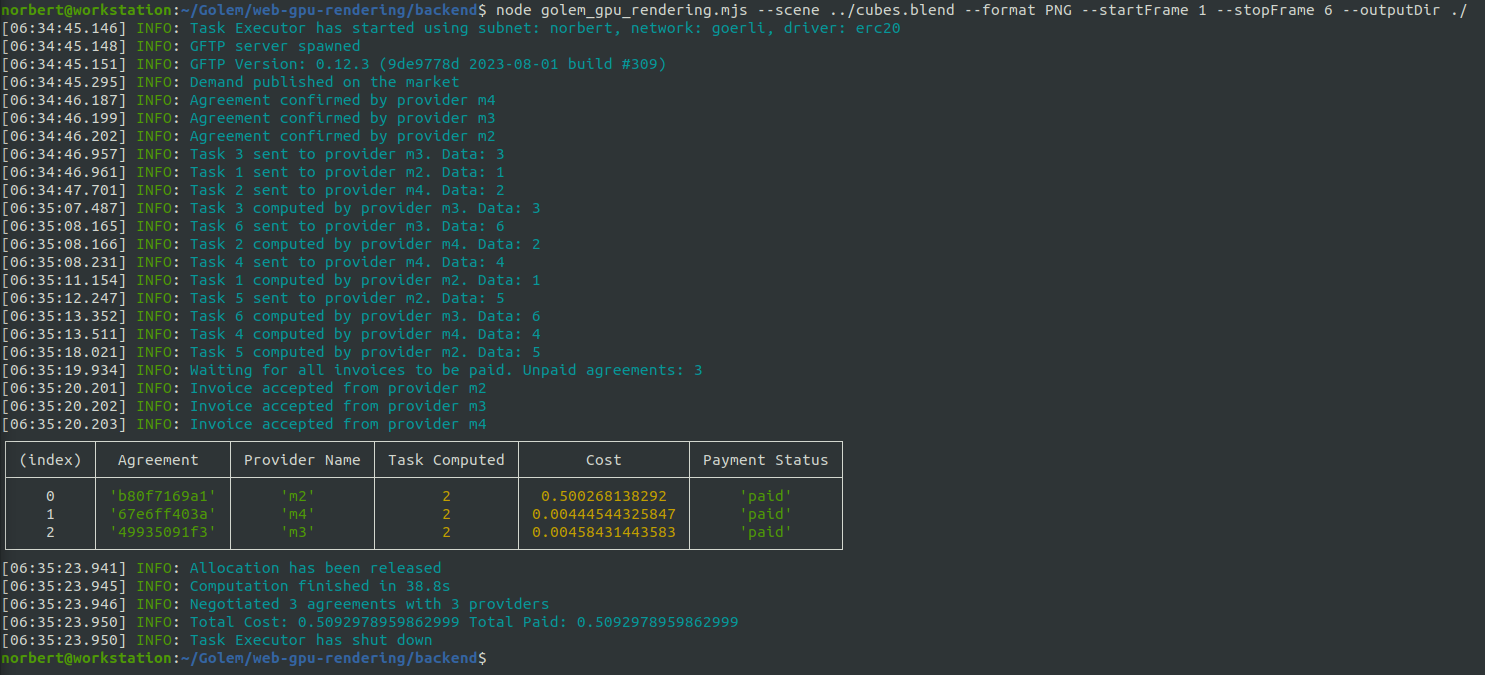 norbert@workstation:~/Golem/web-gpu-rendering/backend$ node golem_gpu_rendering.mjs --scene ../cubes.blend --format PNG --startFrame 1 --stopFrame 6 --outputDir ./
[06:34:45.146] INFO: Task Executor has started using subnet: norbert, network: goerli, driver: erc20
[06:34:45.148] INFO: GFTP server spawned
[06:34:45.151] INFO: GFTP Version: 0.12.3 (9de9778d 2023-08-01 build #309)
[06:34:45.295] INFO: Demand published on the market
[06:34:46.187] INFO: Agreement confirmed by provider m4
[06:34:46.199] INFO: Agreement confirmed by provider m3
[06:34:46.202] INFO: Agreement confirmed by provider m2
[06:34:46.957] INFO: Task 3 sent to provider m3. Data: 3
[06:34:46.961] INFO: Task 1 sent to provider m2. Data: 1
[06:34:47.701] INFO: Task 2 sent to provider m4. Data: 2
[06:35:07.487] INFO: Task 3 computed by provider m3. Data: 3
[06:35:08.165] INFO: Task 6 sent to provider m3. Data: 6
[06:35:08.166] INFO: Task 2 computed by provider m4. Data: 2
[06:35:08.231] INFO: Task 4 sent to provider m4. Data: 4
[06:35:11.154] INFO: Task 1 computed by provider m2. Data: 1
[06:35:12.247] INFO: Task 5 sent to provider m2. Data: 5
[06:35:13.352] INFO: Task 6 computed by provider m3. Data: 6
[06:35:13.511] INFO: Task 4 computed by provider m4. Data: 4
[06:35:18.021] INFO: Task 5 computed by provider m2. Data: 5
[06:35:19.934] INFO: Waiting for all invoices to be paid. Unpaid agreements: 3
[06:35:20.201] INFO: Invoice accepted from provider m2
[06:35:20.202] INFO: Invoice accepted from provider m3
[06:35:20.203] INFO: Invoice accepted from provider m4
(index) Agreement Provider Name Task Computed Cost Payment Status
0 'b80f7169a1' 'm2' 2 0.500268138292 'paid'
1 '67e6ff403a' 'm4' 2 0.00444544325847 'paid'
2 '49935091f3' 'm3' 2 0.00458431443583 'paid'
[06:35:23.941] INFO: Allocation has been released
[06:35:23.945] INFO: Computation finished in 38.8s
[06:35:23.946] INFO: Negotiated 3 agreements with 3 providers
[06:35:23.950] INFO: Total Cost: 0.5092978959862999 Total Paid: 0.5092978959862999
[06:35:23.950] INFO: Task Executor has shut down
norbert@workstation:~/Golem/web-gpu-rendering/backend$